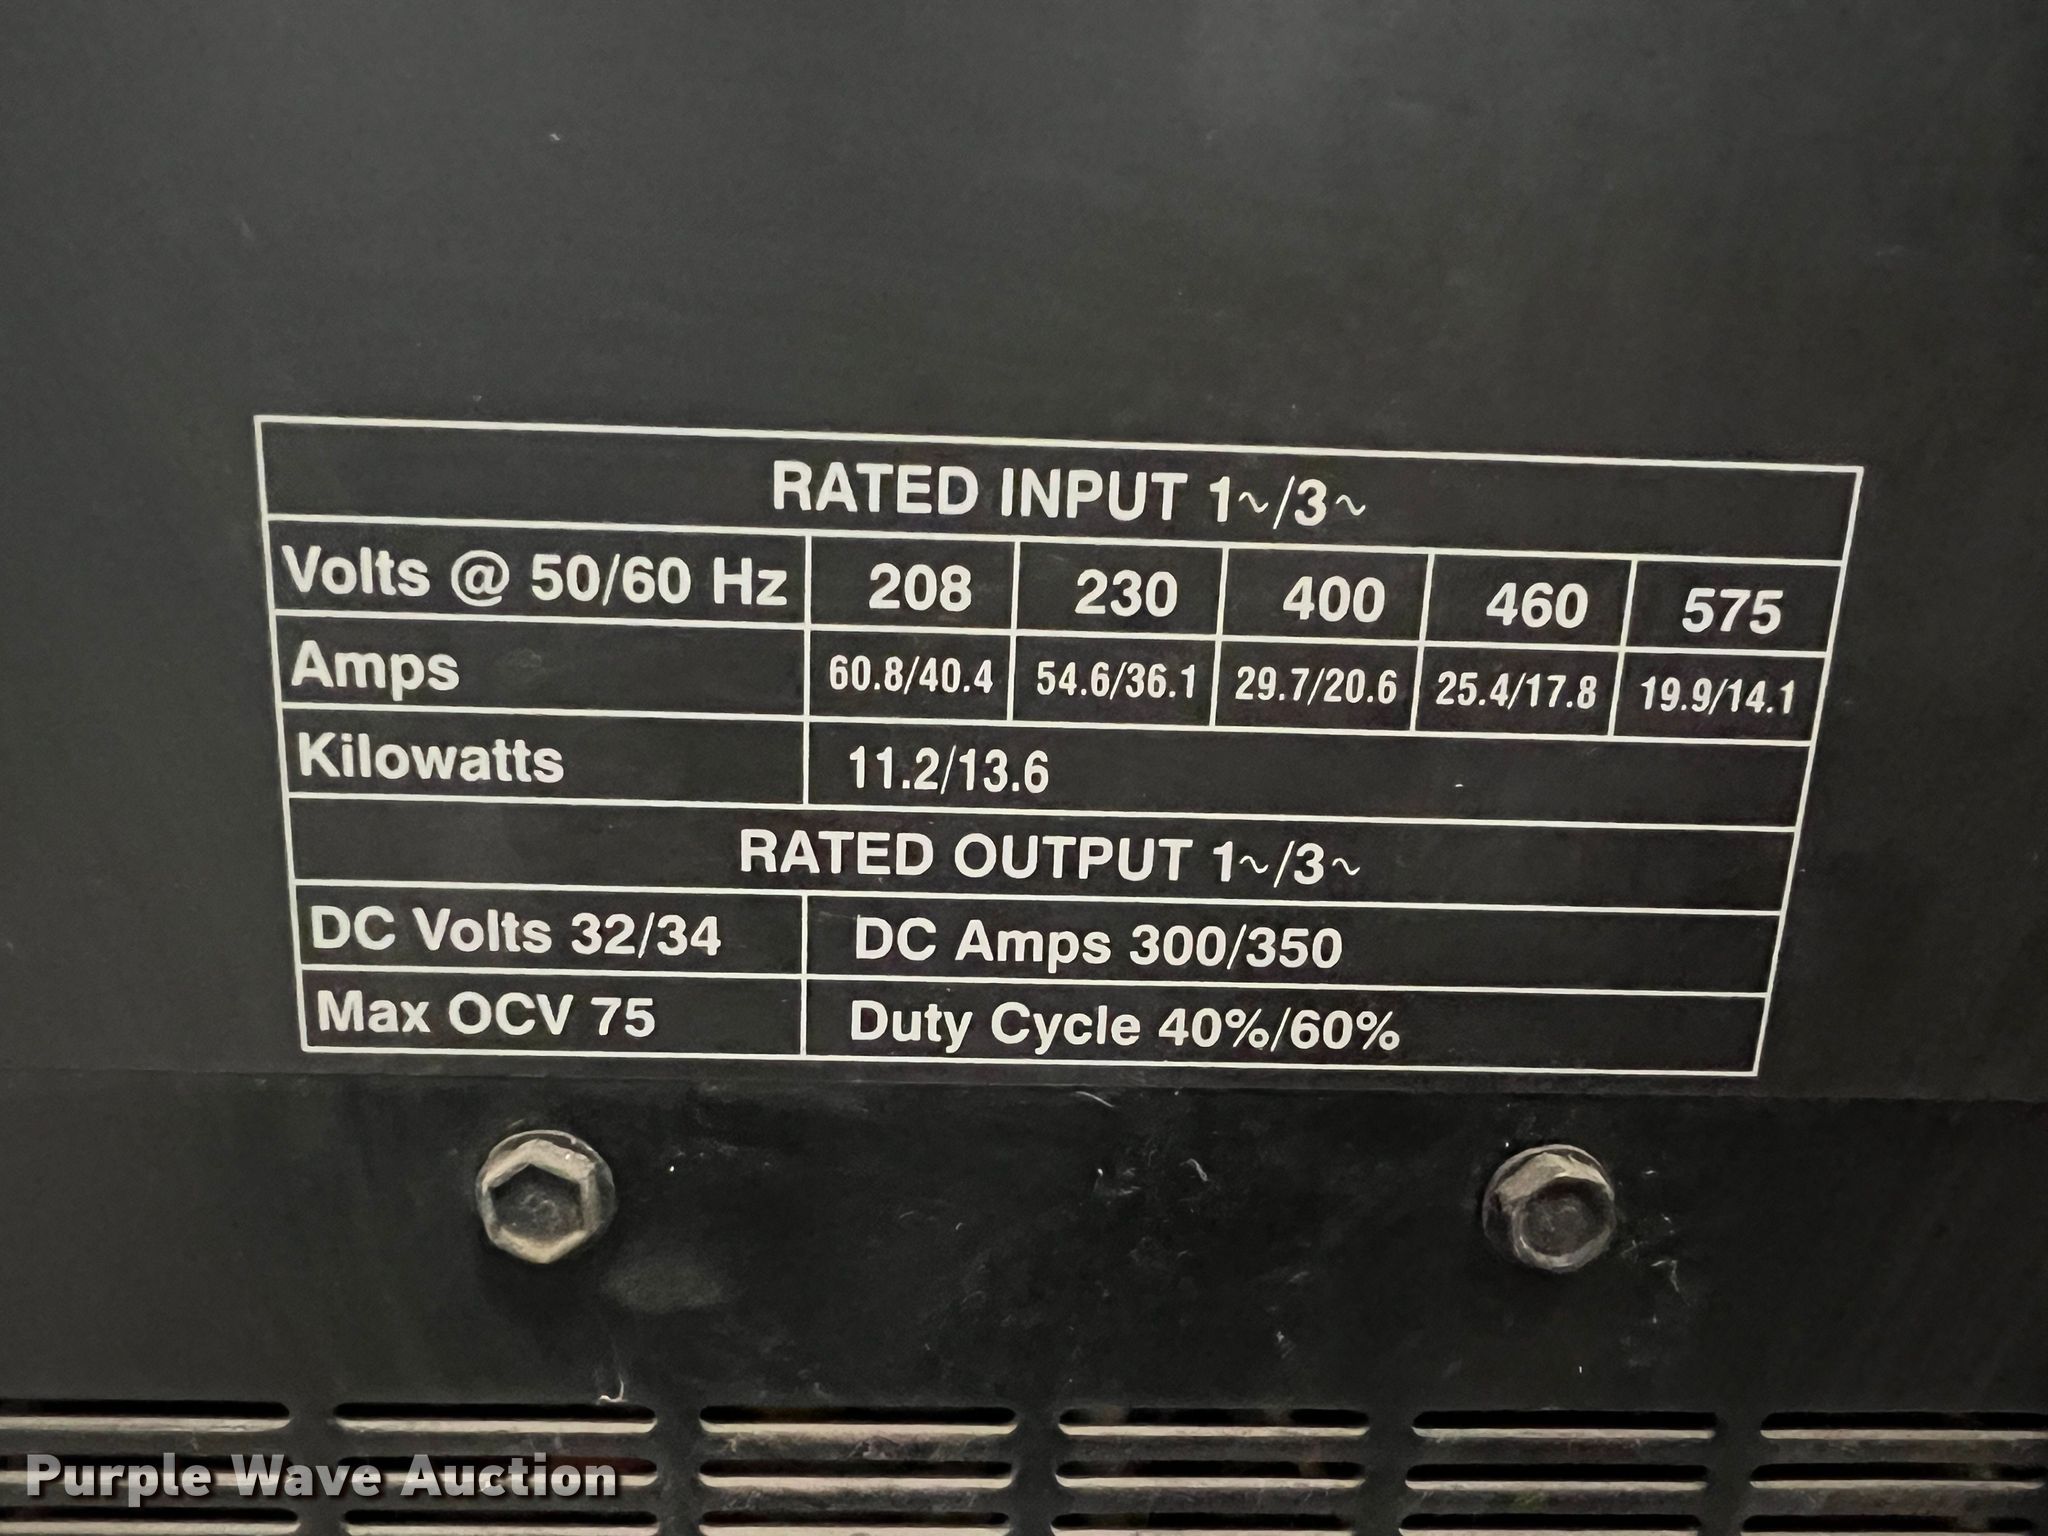 RATED INPUT 1~/3~
Volts @ 50/60 Hz 208 230 400 460 575
Amps 60.8/40.4 54.6/36.1 29.7/20.6 25.4/17.8 19.9/14.1
Kilowatts 11.2/13.6
RATED OUTPUT 1~/3~
DC Volts 32/34 DC Amps 300/350
Max OCV 75 Duty Cycle 40%/60%
Purple Wave Auction